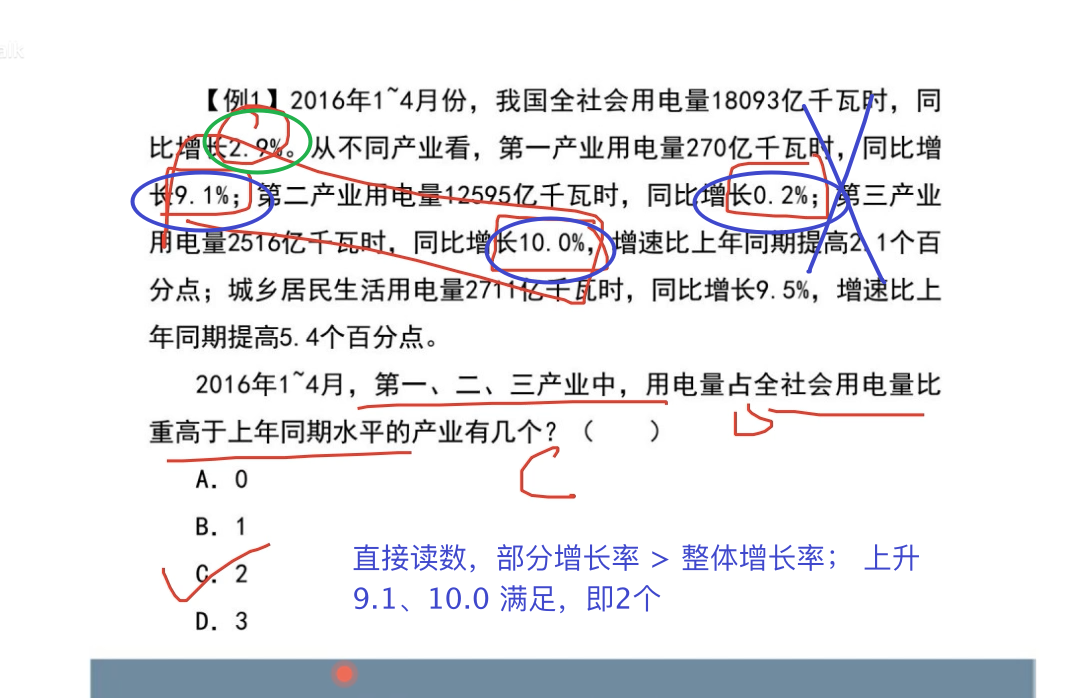 alk
【例1】2016年1~4月份，我国全社会用电量18093亿千瓦时，同
比增长2.9%。从不同产业看，第一产业用电量270亿千瓦时，同比增
长9.1%；第二产业用电量12595亿千瓦时，同比增长0.2%；第三产业
用电量2516亿千瓦时，同比增长10.0%，增速比上年同期提高2.1个百
分点；城乡居民生活用电量2711亿千瓦时，同比增长9.5%，增速比上
年同期提高5.4个百分点。
2016年1~4月，第一、二、三产业中，用电量占全社会用电量比
重高于上年同期水平的产业有几个？（　　）
b
C
A. 0
B. 1
C. 2
D. 3
直接读数，部分增长率 > 整体增长率； 上升
9.1、10.0 满足，即2个